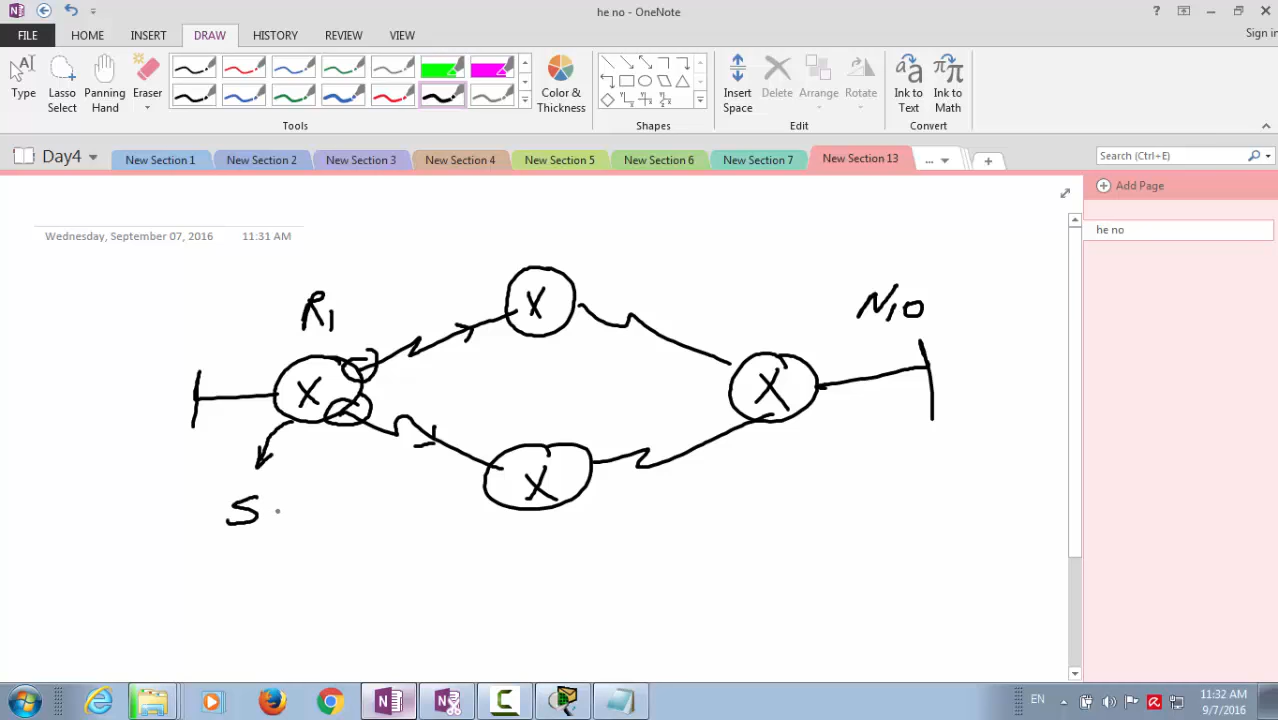 he no - OneNote
? 
Sign in
FILE HOME INSERT DRAW HISTORY REVIEW VIEW
Type
Lasso Select
Panning Hand
Eraser
Color & Thickness
Insert Space
Delete
Arrange
Rotate
Ink to Text
Ink to Math
Tools
Shapes
Edit
Convert
Day4
New Section 1
New Section 2
New Section 3
New Section 4
New Section 5
New Section 6
New Section 7
New Section 13
...
Search (Ctrl+E)
Add Page
he no
Wednesday, September 07, 2016 11:31 AM
R1
N10
X
X
X
X
S
EN
11:32 AM
9/7/2016